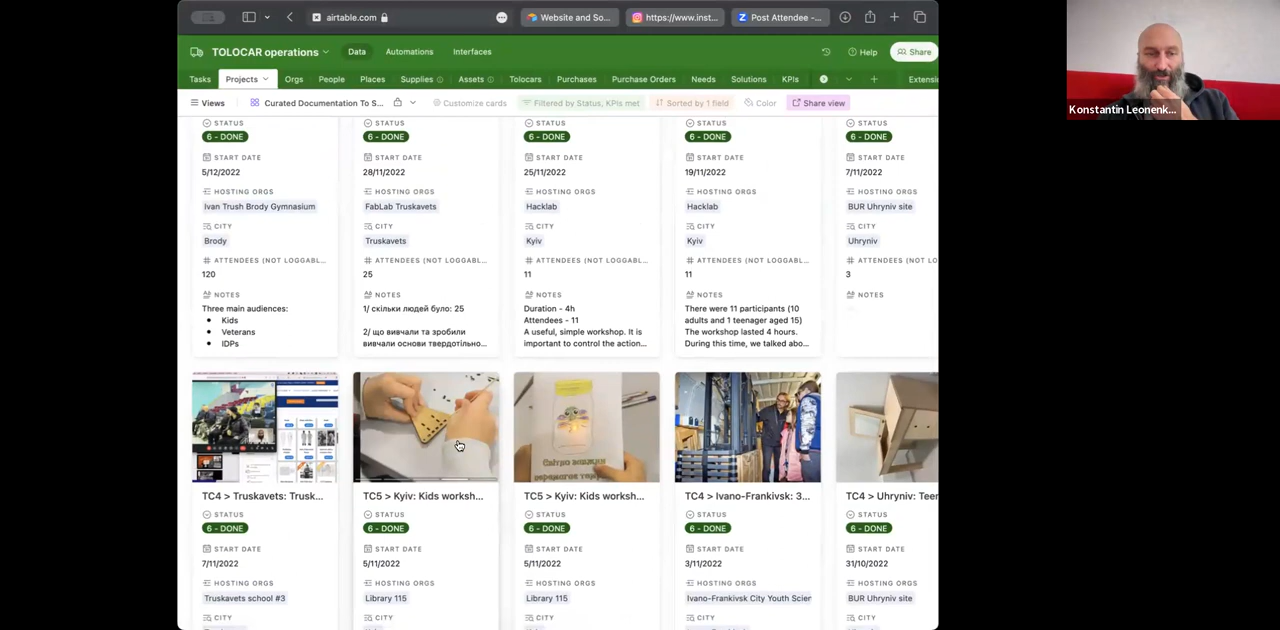 airtable.com
Website and So...
https://www.inst...
Post Attendee -...
TOLOCAR operations
Data
Automations
Interfaces
Help
Share
Tasks
Projects
Orgs
People
Places
Supplies
Assets
Tolocars
Purchases
Purchase Orders
Needs
Solutions
KPIs
Extensi
Views
Curated Documentation To S...
Customize cards
Filtered by Status, KPIs met
Sorted by 1 field
Color
Share view
STATUS
6 - DONE
START DATE
5/12/2022
HOSTING ORGS
Ivan Trush Brody Gymnasium
CITY
Brody
# ATTENDEES (NOT LOGGABL...
120
NOTES
Three main audiences:
• Kids
• Veterans
• IDPs
STATUS
6 - DONE
START DATE
28/11/2022
HOSTING ORGS
FabLab Truskavets
CITY
Truskavets
# ATTENDEES (NOT LOGGABL...
25
NOTES
1/ скільки людей було: 25
2/ що вивчали та зробили
вивчали основи твердотільно...
STATUS
6 - DONE
START DATE
25/11/2022
HOSTING ORGS
Hacklab
CITY
Kyiv
# ATTENDEES (NOT LOGGABL...
11
NOTES
Duration - 4h
Attendees - 11
A useful, simple workshop. It is
important to control the action...
STATUS
6 - DONE
START DATE
19/11/2022
HOSTING ORGS
Hacklab
CITY
Kyiv
# ATTENDEES (NOT LOGGABL...
11
NOTES
There were 11 participants (10
adults and 1 teenager aged 15)
The workshop lasted 4 hours.
During this time, we talked abo...
STATUS
6 - DONE
START DATE
7/11/2022
HOSTING ORGS
BUR Uhryniv site
CITY
Uhryniv
# ATTENDEES (NOT LO
3
NOTES
TC4 > Truskavets: Trusk...
STATUS
6 - DONE
START DATE
7/11/2022
HOSTING ORGS
Truskavets school #3
CITY
TC5 > Kyiv: Kids worksh...
STATUS
6 - DONE
START DATE
5/11/2022
HOSTING ORGS
Library 115
CITY
TC5 > Kyiv: Kids worksh...
STATUS
6 - DONE
START DATE
5/11/2022
HOSTING ORGS
Library 115
CITY
TC4 > Ivano-Frankivsk: 3...
STATUS
6 - DONE
START DATE
3/11/2022
HOSTING ORGS
Ivano-Frankivsk City Youth Scier
CITY
TC4 > Uhryniv: Teer
STATUS
6 - DONE
START DATE
31/10/2022
HOSTING ORGS
BUR Uhryniv site
CITY
Konstantin Leonenk...